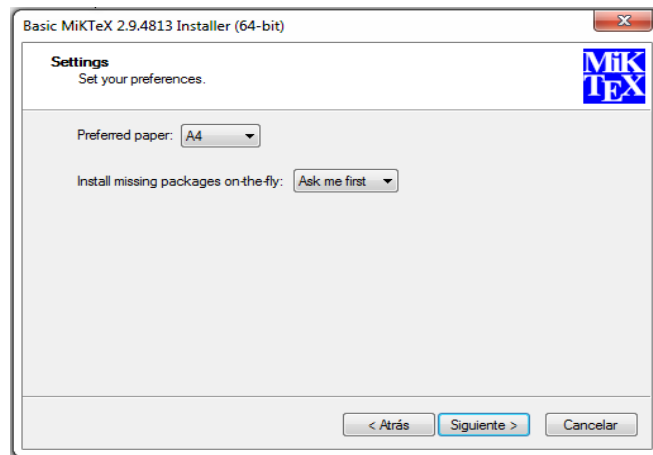 Basic MiKTeX 2.9.4813 Installer (64-bit)
Settings
Set your preferences.
MiK
TEX
Preferred paper: A4
Install missing packages on-the-fly: Ask me first
< Atrás Siguiente > Cancelar